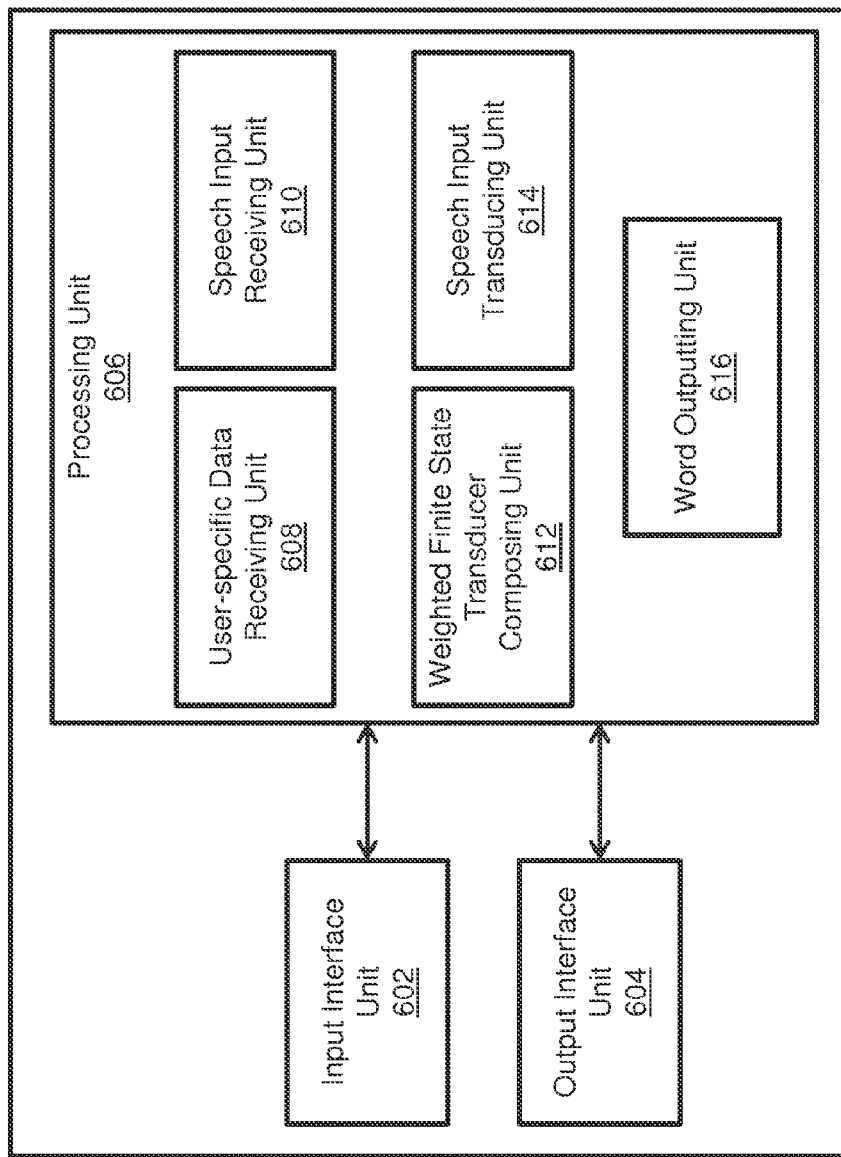 Processing Unit
606
User-specific Data
Receiving Unit
608
Speech Input
Receiving Unit
610
Weighted Finite State
Transducer
Composing Unit
612
Speech Input
Transducing Unit
614
Word Outputting Unit
616
Input Interface
Unit
602
Output Interface
Unit
604